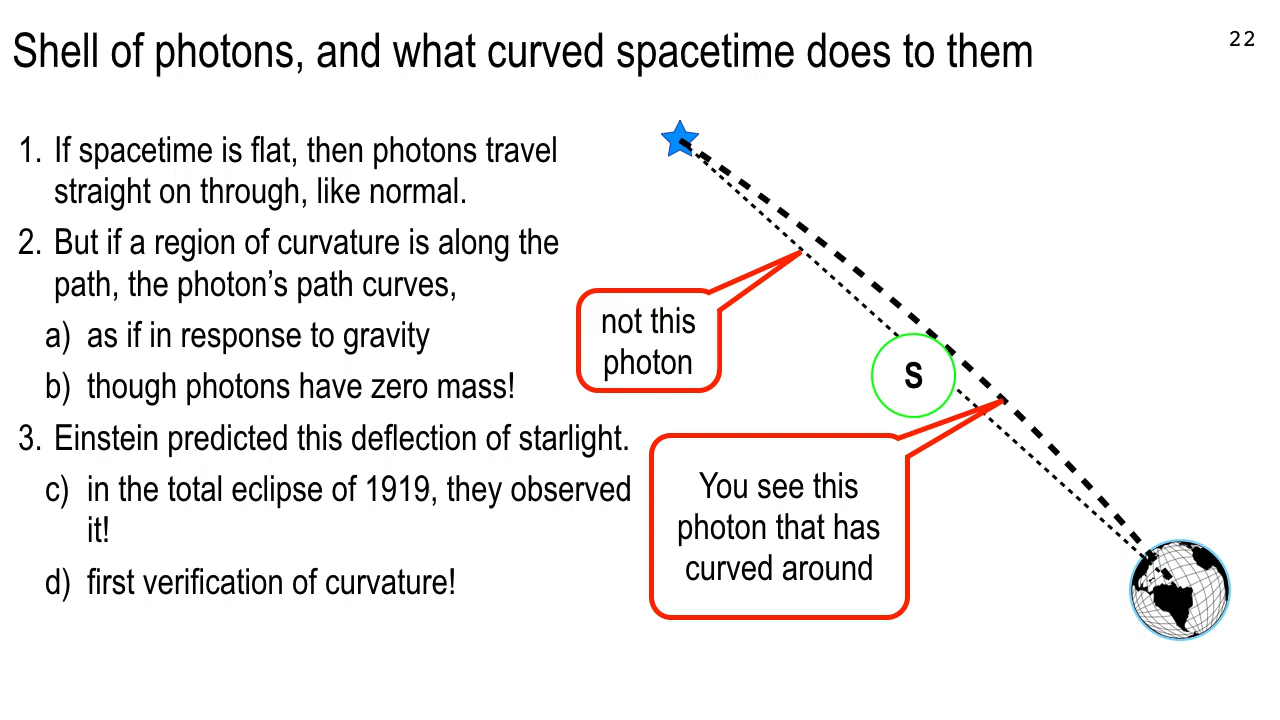 Shell of photons, and what curved spacetime does to them
22
1. If spacetime is flat, then photons travel
straight on through, like normal.
2. But if a region of curvature is along the
path, the photon’s path curves,
a) as if in response to gravity
b) though photons have zero mass!
3. Einstein predicted this deflection of starlight.
c) in the total eclipse of 1919, they observed
it!
d) first verification of curvature!
not this
photon
S
You see this
photon that has
curved around